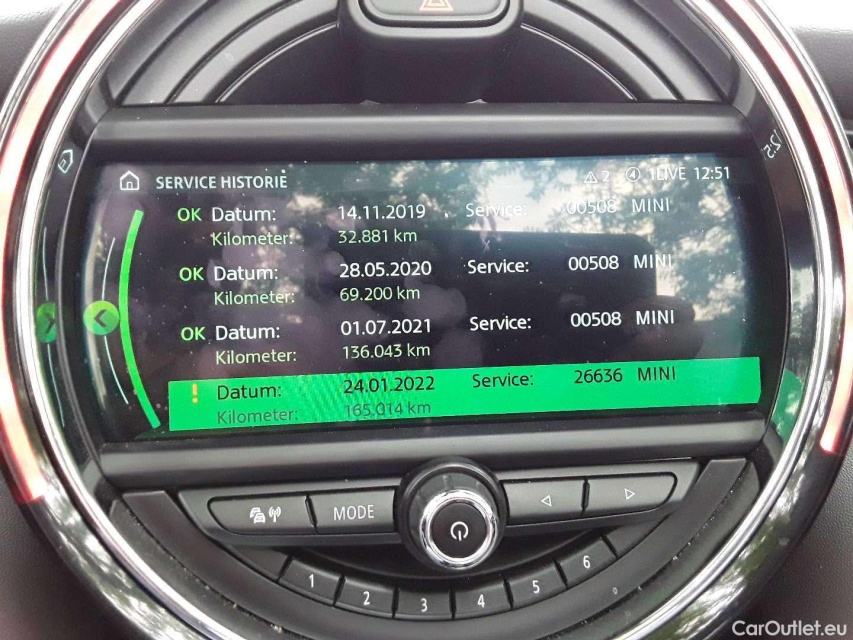 SERVICE HISTORIE 2 1LIVE 12:51
OK Datum: 14.11.2019 Service: 00508 MINI
Kilometer: 32.881 km
OK Datum: 28.05.2020 Service: 00508 MINI
Kilometer: 69.200 km
OK Datum: 01.07.2021 Service: 00508 MINI
Kilometer: 136.043 km
! Datum: 24.01.2022 Service: 26636 MINI
Kilometer: 165.014 km
MODE
1 2 3 4 5 6
CarOutlet.eu